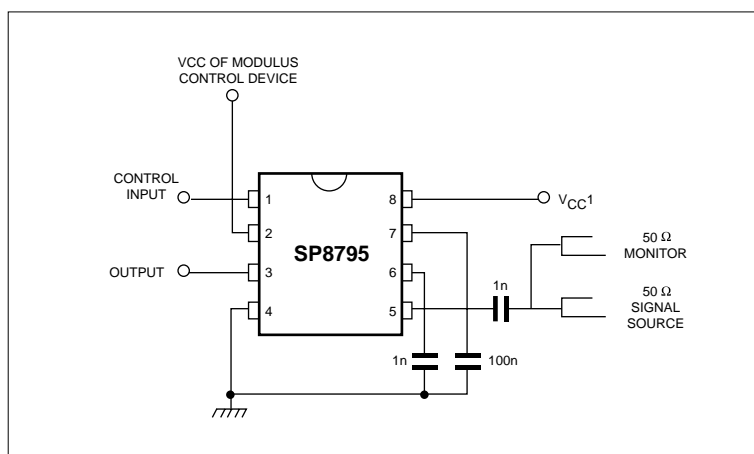 VCC OF MODULUS
CONTROL DEVICE
CONTROL
INPUT
OUTPUT
1
2
3
4
SP8795
8
7
6
5
VCC1
50 Ω
MONITOR
50 Ω
SIGNAL
SOURCE
1n
1n
100n